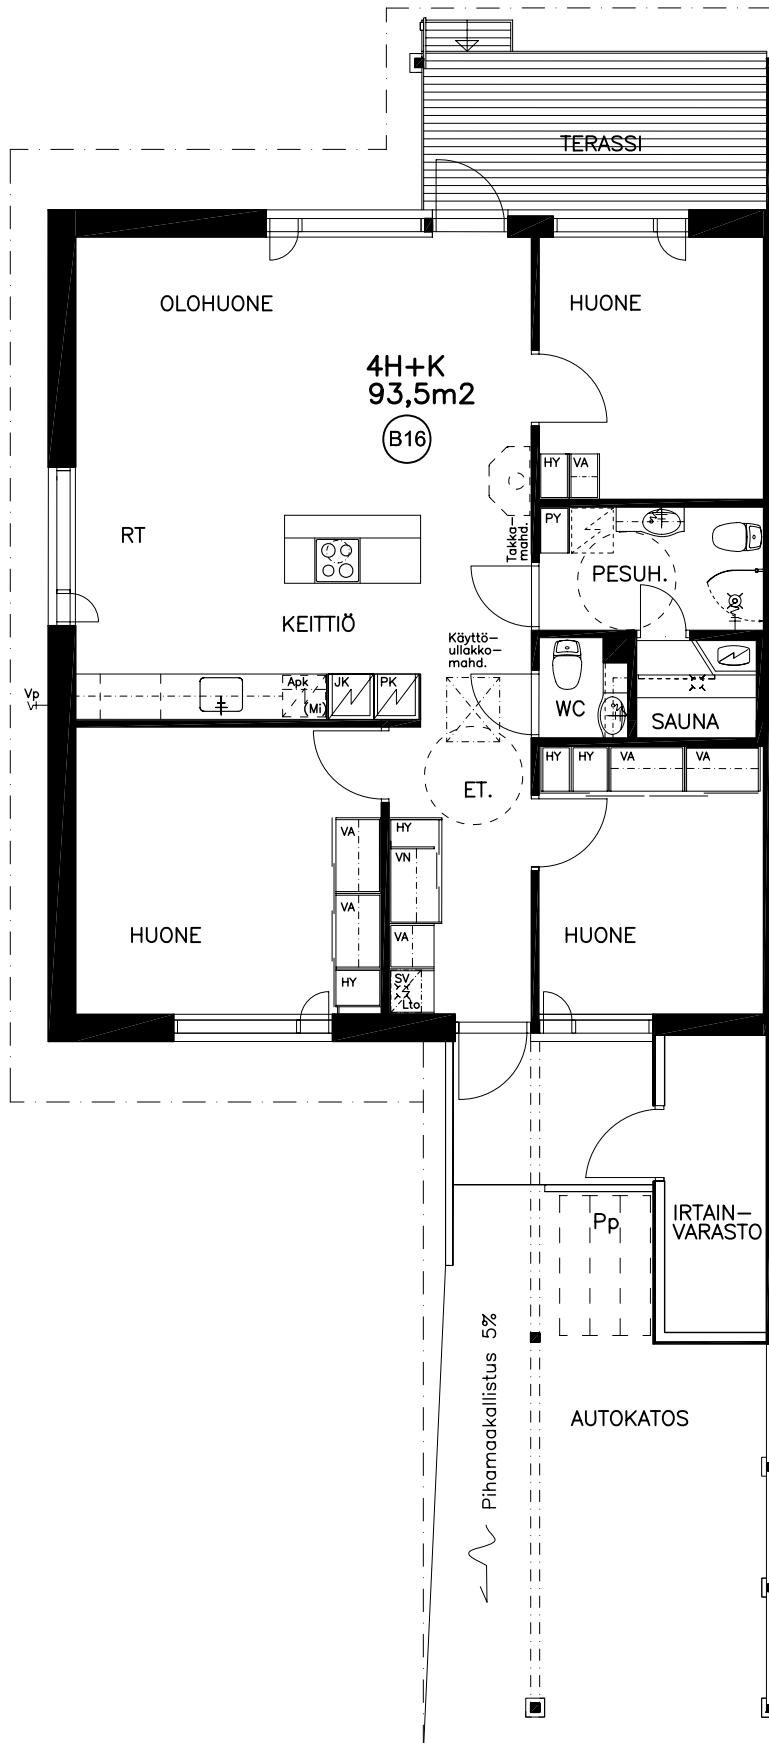 TERASSI
OLOHUONE
HUONE
4H+K
93,5m2
B16
HY
VA
RT
Takka-
mahd.
PY
PESUH.
KEITTIÖ
Käyttö-
ullakko-
mahd.
Vp
Apk
(Mi)
JK
PK
WC
SAUNA
HY
HY
VA
VA
ET.
VA
HY
VN
VA
HUONE
HUONE
VA
HY
SV
Lto
Pp
IRTAIN-
VARASTO
Pihamaakallistus 5%
AUTOKATOS